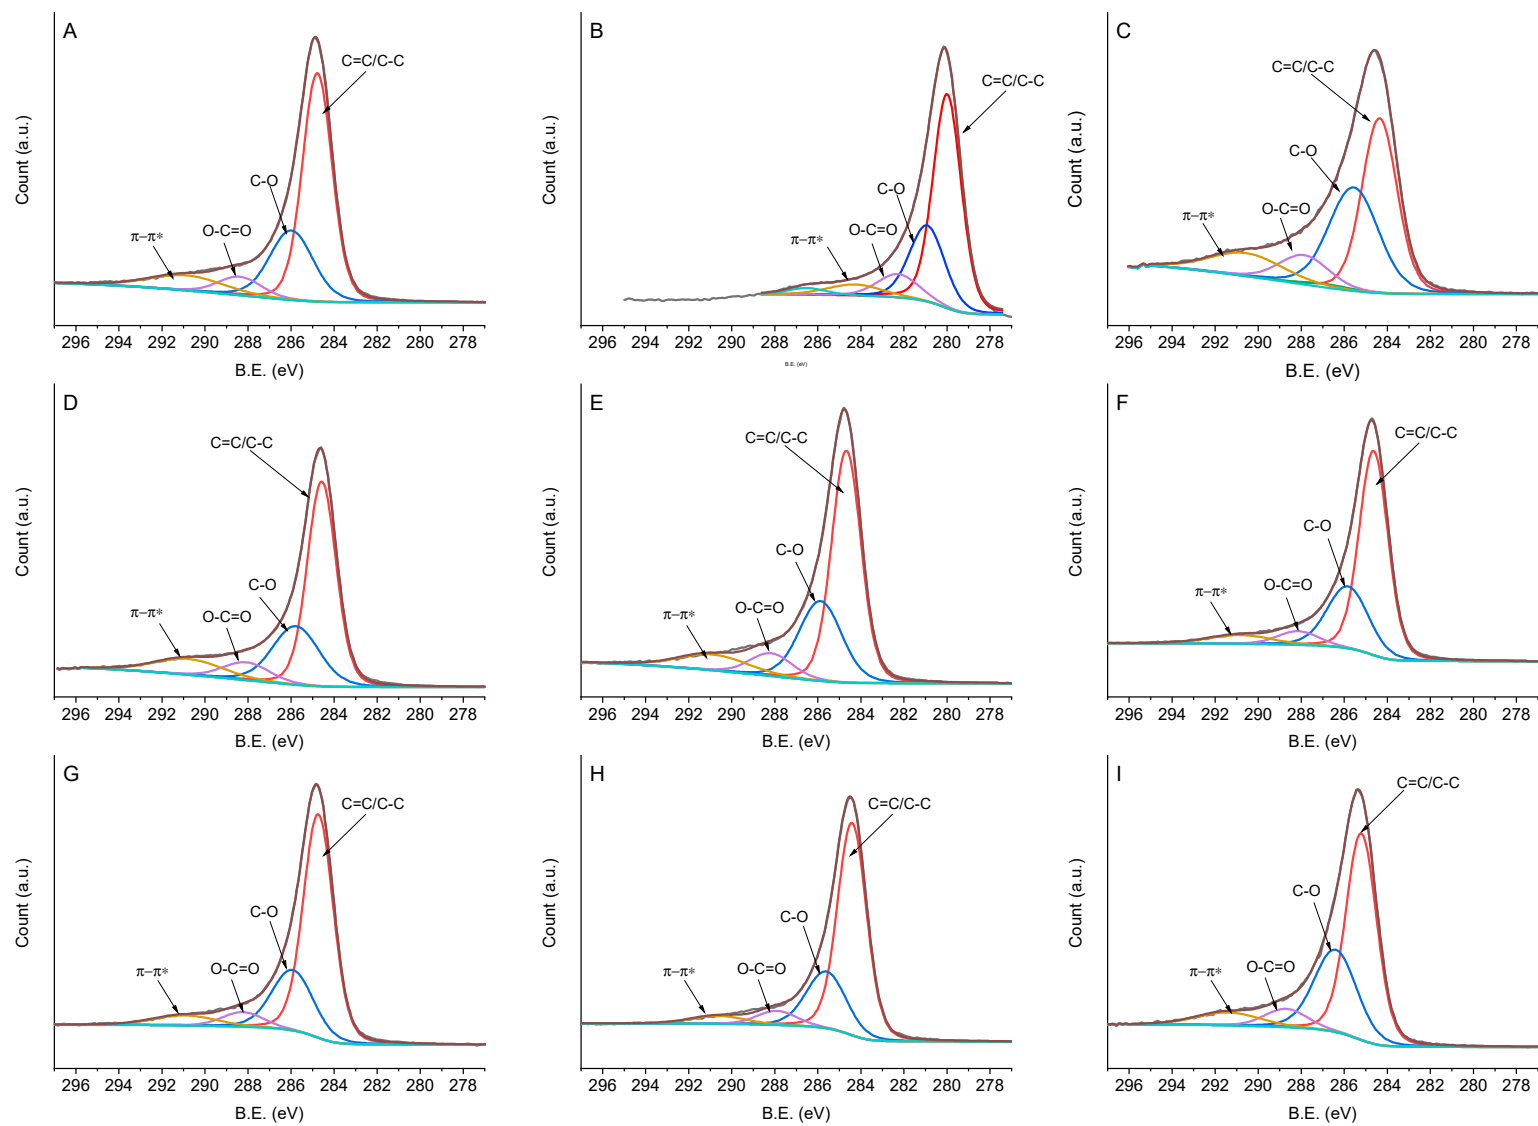 A
C=C/C-C
C-O
O-C=O
π–π*
Count (a.u.)
296 294 292 290 288 286 284 282 280 278
B.E. (eV)
B
C=C/C-C
C-O
O-C=O
π–π*
Count (a.u.)
296 294 292 290 288 286 284 282 280 278
B.E. (eV)
C
C=C/C-C
C-O
O-C=O
π–π*
Count (a.u.)
296 294 292 290 288 286 284 282 280 278
B.E. (eV)
D
C=C/C-C
C-O
O-C=O
π–π*
Count (a.u.)
296 294 292 290 288 286 284 282 280 278
B.E. (eV)
E
C=C/C-C
C-O
O-C=O
π–π*
Count (a.u.)
296 294 292 290 288 286 284 282 280 278
B.E. (eV)
F
C=C/C-C
C-O
O-C=O
π–π*
Count (a.u.)
296 294 292 290 288 286 284 282 280 278
B.E. (eV)
G
C=C/C-C
C-O
O-C=O
π–π*
Count (a.u.)
296 294 292 290 288 286 284 282 280 278
B.E. (eV)
H
C=C/C-C
C-O
O-C=O
π–π*
Count (a.u.)
296 294 292 290 288 286 284 282 280 278
B.E. (eV)
I
C=C/C-C
C-O
O-C=O
π–π*
Count (a.u.)
296 294 292 290 288 286 284 282 280 278
B.E. (eV)